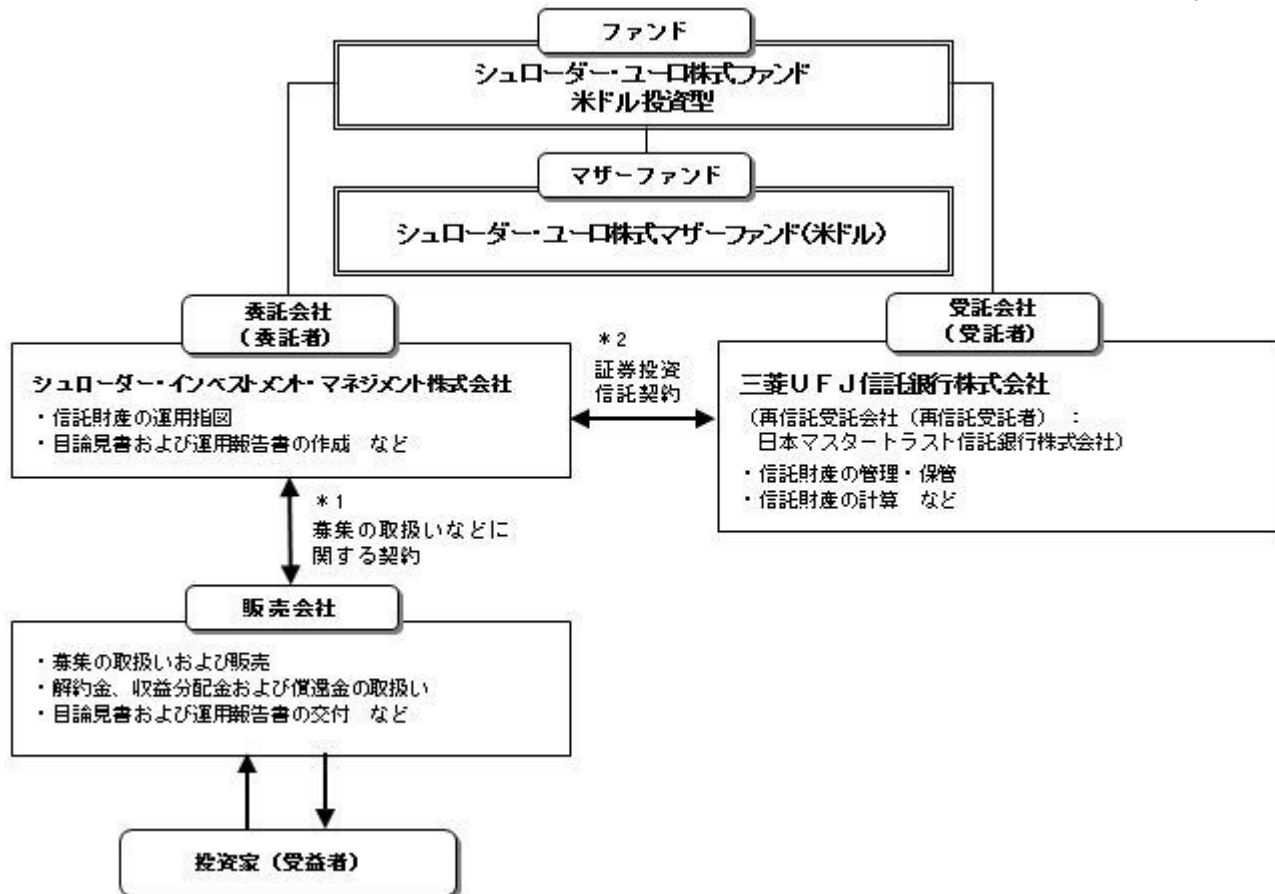 ファンド
シュローダー・ユーロ株式ファンド
米ドル投資型
マザーファンド
シュローダー・ユーロ株式マザーファンド(米ドル)
委託会社
(委託者)
シュローダー・インベストメント・マネジメント株式会社
・信託財産の運用指図
・目論見書および運用報告書の作成 など
*2
証券投資
信託契約
受託会社
(受託者)
三菱UFJ信託銀行株式会社
(再信託受託会社(再信託受託者) :
日本マスタートラスト信託銀行株式会社)
・信託財産の管理・保管
・信託財産の計算 など
*1
募集の取扱いなどに
関する契約
販売会社
・募集の取扱いおよび販売
・解約金、収益分配金および償還金の取扱い
・目論見書および運用報告書の交付 など
投資家(受益者)